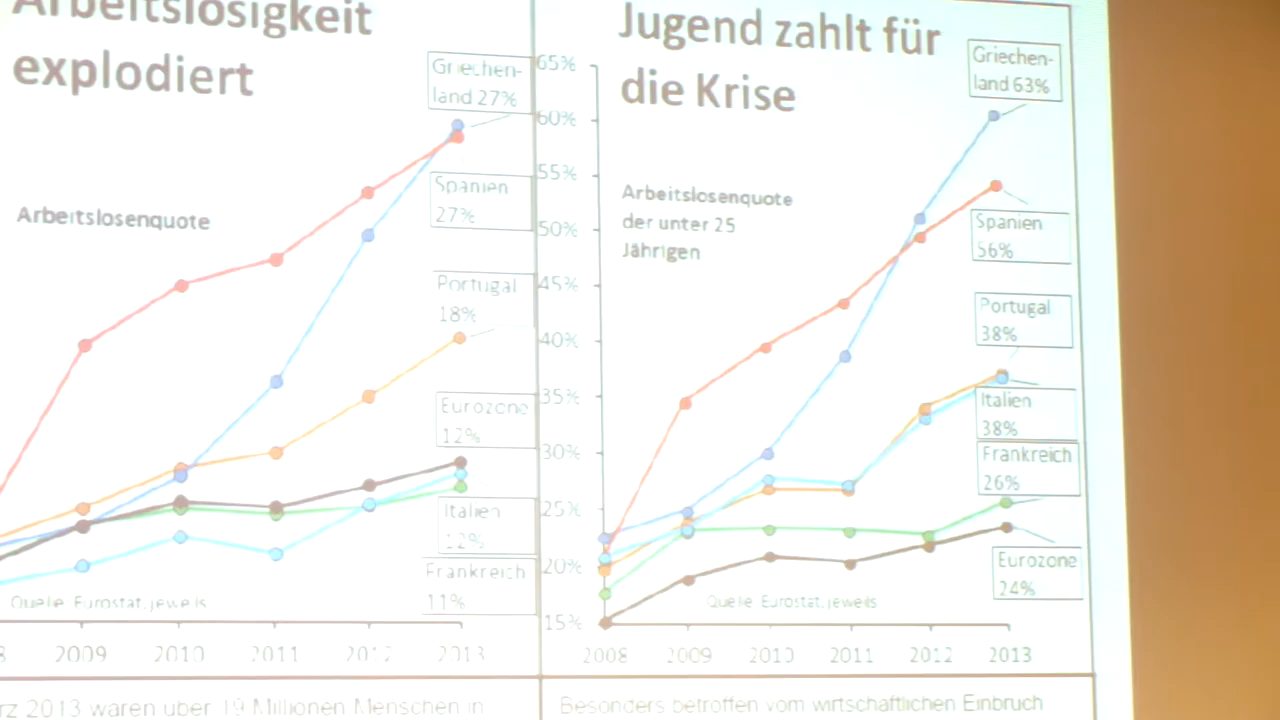 Arbeitslosigkeit
explodiert
Arbeitslosenquote
Griechen-
land 27%
Spanien
27%
Portugal
18%
Eurozone
12%
Italien
12%
Frankreich
11%
Quelle Eurostat, jeweils
2009 2010 2011 2012 2013
2013 waren über 19 Millionen Menschen in
Jugend zahlt für
die Krise
Arbeitslosenquote
der unter 25
Jährigen
65%
60%
55%
50%
45%
40%
35%
30%
25%
20%
15%
Griechen-
land 63%
Spanien
56%
Portugal
38%
Italien
38%
Frankreich
26%
Eurozone
24%
Quelle Eurostat, jeweils
2008 2009 2010 2011 2012 2013
Besonders betroffen vom wirtschaftlichen Einbruch